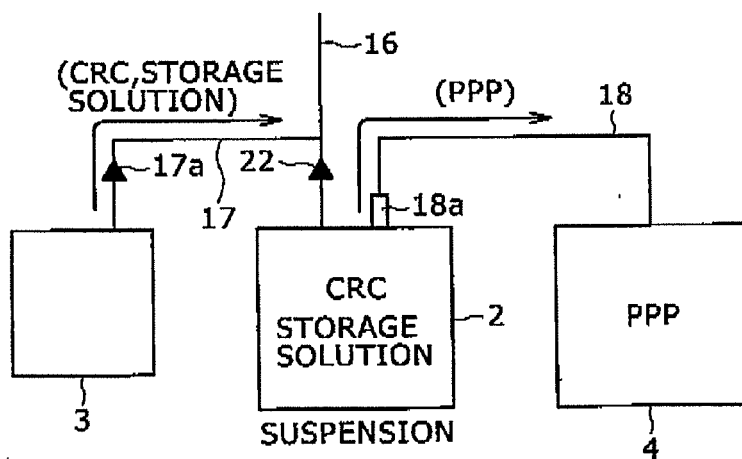 16
(CRC,STORAGE
SOLUTION)
(PPP)
18
17a
22
17
18a
CRC
STORAGE
SOLUTION
2
PPP
3
SUSPENSION
4